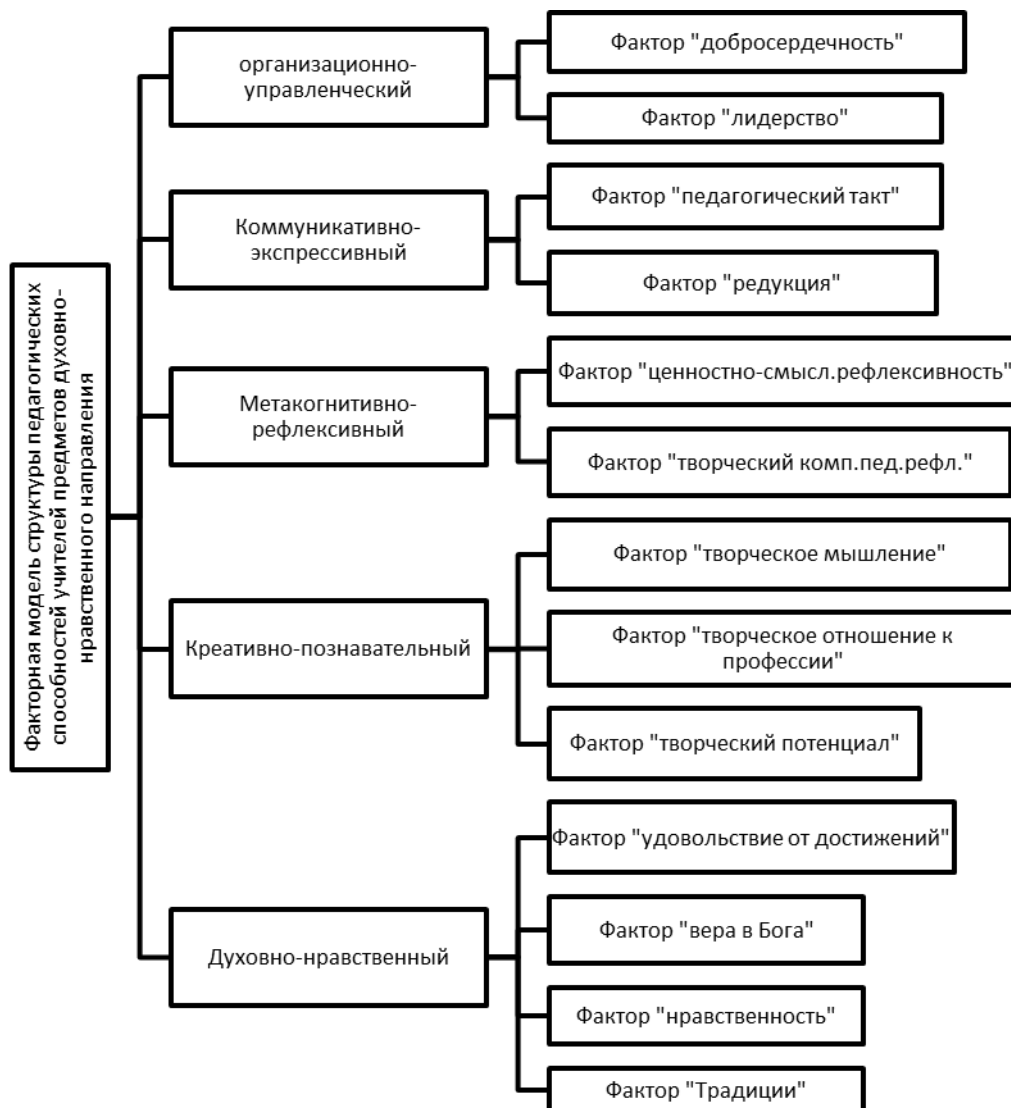 Факторная модель структуры педагогических
способностей учителей предметов духовно-
нравственного направления
организационно-
управленческий
Фактор "добросердечность"
Фактор "лидерство"
Коммуникативно-
экспрессивный
Фактор "педагогический такт"
Фактор "редукция"
Метакогнитивно-
рефлексивный
Фактор "ценностно-смысл.рефлексивность"
Фактор "творческий комп.пед.рефл."
Креативно-познавательный
Фактор "творческое мышление"
Фактор "творческое отношение к
профессии"
Фактор "творческий потенциал"
Духовно-нравственный
Фактор "удовольствие от достижений"
Фактор "вера в Бога"
Фактор "нравственность"
Фактор "Традиции"